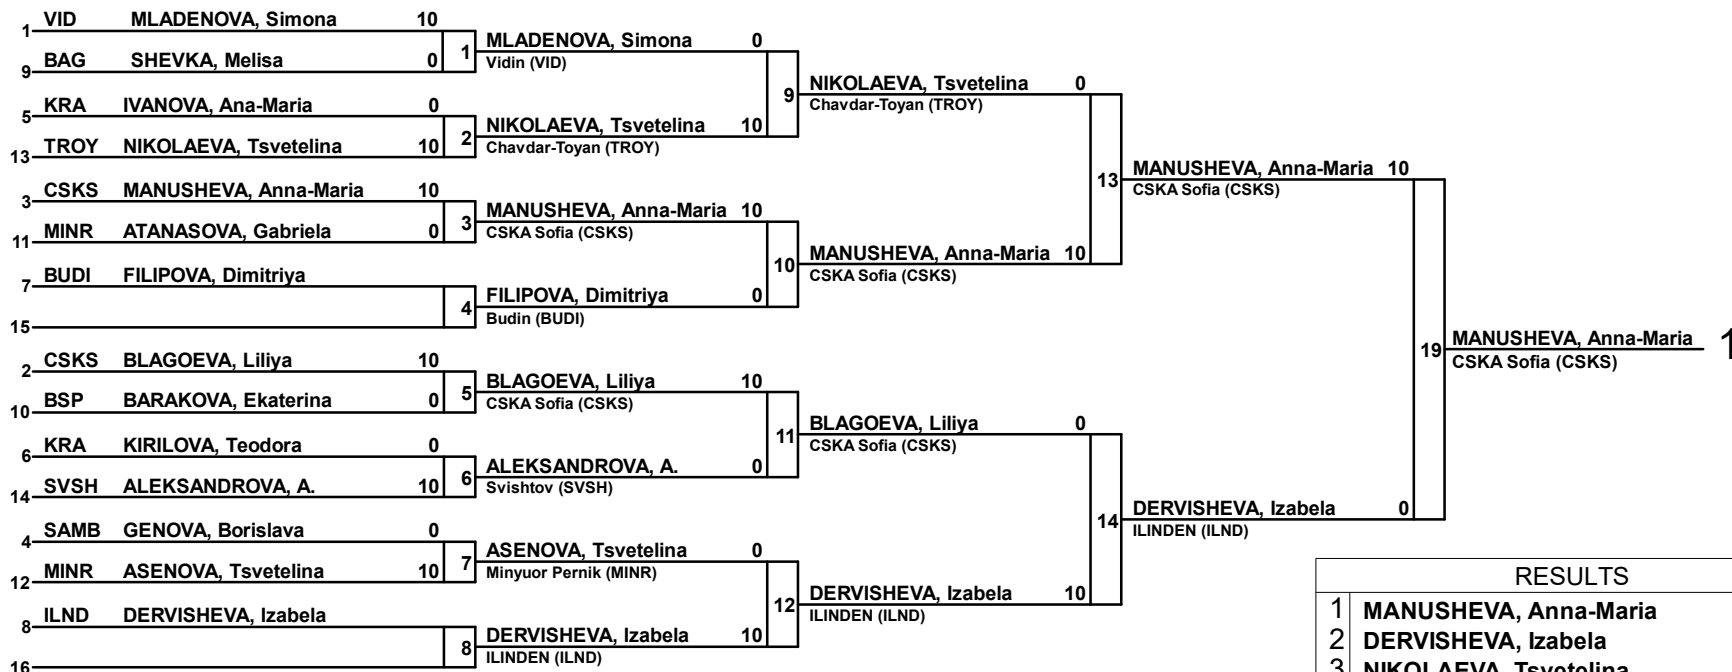 1 VID MLADENOVA, Simona 10
9 BAG SHEVKA, Melisa 0
1 MLADENOVA, Simona 0
Vidin (VID)
5 KRA IVANOVA, Ana-Maria 0
13 TROY NIKOLAEVA, Tsvetelina 10
2 NIKOLAEVA, Tsvetelina 10
Chavdar-Toyan (TROY)
9 NIKOLAEVA, Tsvetelina 0
Chavdar-Toyan (TROY)
3 CSKS MANUSHEVA, Anna-Maria 10
11 MINR ATANASOVA, Gabriela 0
3 MANUSHEVA, Anna-Maria 10
CSKA Sofia (CSKS)
7 BUDI FILIPOVA, Dimitriya
15
4 FILIPOVA, Dimitriya 0
Budin (BUDI)
10 MANUSHEVA, Anna-Maria 10
CSKA Sofia (CSKS)
13 MANUSHEVA, Anna-Maria 10
CSKA Sofia (CSKS)
2 CSKS BLAGOEVA, Liliya 10
10 BSP BARAKOVA, Ekaterina 0
5 BLAGOEVA, Liliya 10
CSKA Sofia (CSKS)
6 KRA KIRILOVA, Teodora 0
14 SVSH ALEKSANDROVA, A. 10
6 ALEKSANDROVA, A. 0
Svishtov (SVSH)
11 BLAGOEVA, Liliya 0
CSKA Sofia (CSKS)
4 SAMB GENOVA, Borislava 0
12 MINR ASENOVA, Tsvetelina 10
7 ASENOVA, Tsvetelina 0
Minyuor Pernik (MINR)
8 ILND DERVISHEVA, Izabela
16
8 DERVISHEVA, Izabela 10
ILINDEN (ILND)
12 DERVISHEVA, Izabela 10
ILINDEN (ILND)
14 DERVISHEVA, Izabela 0
ILINDEN (ILND)
19 MANUSHEVA, Anna-Maria 1
CSKA Sofia (CSKS)
RESULTS
1 MANUSHEVA, Anna-Maria
2 DERVISHEVA, Izabela
3 NIKOLAEVA, Tsvetelina